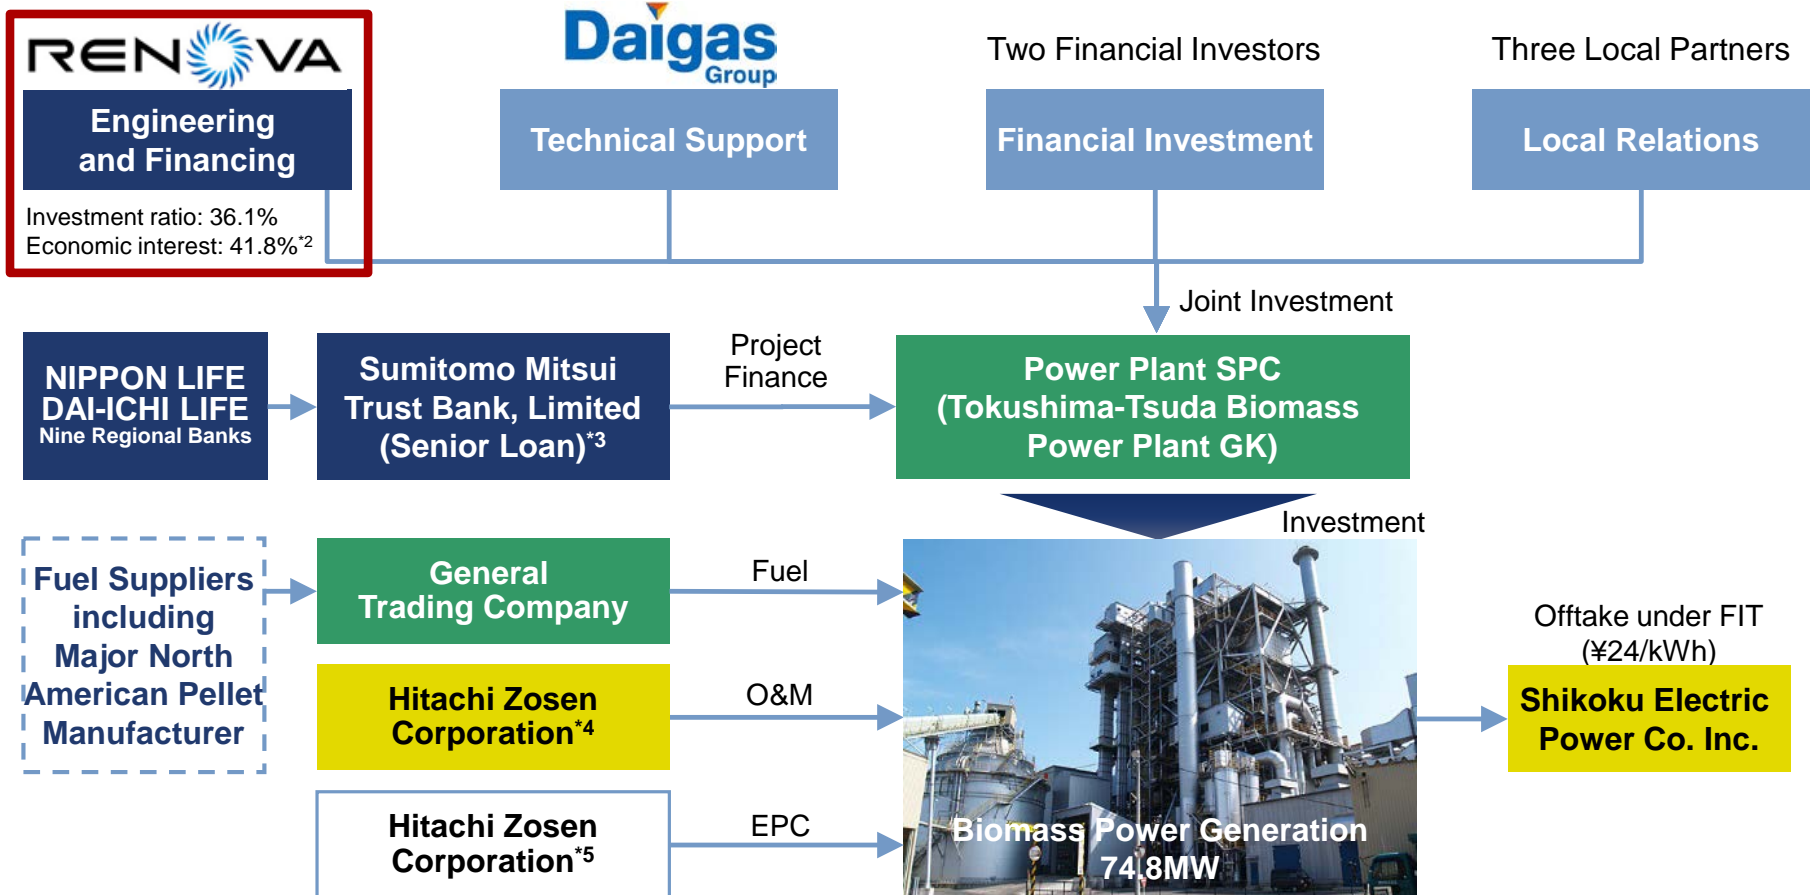 RENOVA
Engineering
and Financing
Investment ratio: 36.1%
Economic interest: 41.8%*2
Daigas
Group
Technical Support
Two Financial Investors
Financial Investment
Three Local Partners
Local Relations
Joint Investment
NIPPON LIFE
DAI-ICHI LIFE
Nine Regional Banks
Sumitomo Mitsui
Trust Bank, Limited
(Senior Loan)*3
Project
Finance
Power Plant SPC
(Tokushima-Tsuda Biomass
Power Plant GK)
Investment
Fuel Suppliers
including
Major North
American Pellet
Manufacturer
General
Trading Company
Fuel
Hitachi Zosen
Corporation*4
O&M
Hitachi Zosen
Corporation*5
EPC
Biomass Power Generation
74.8MW
Offtake under FIT
(¥24/kWh)
Shikoku Electric
Power Co. Inc.